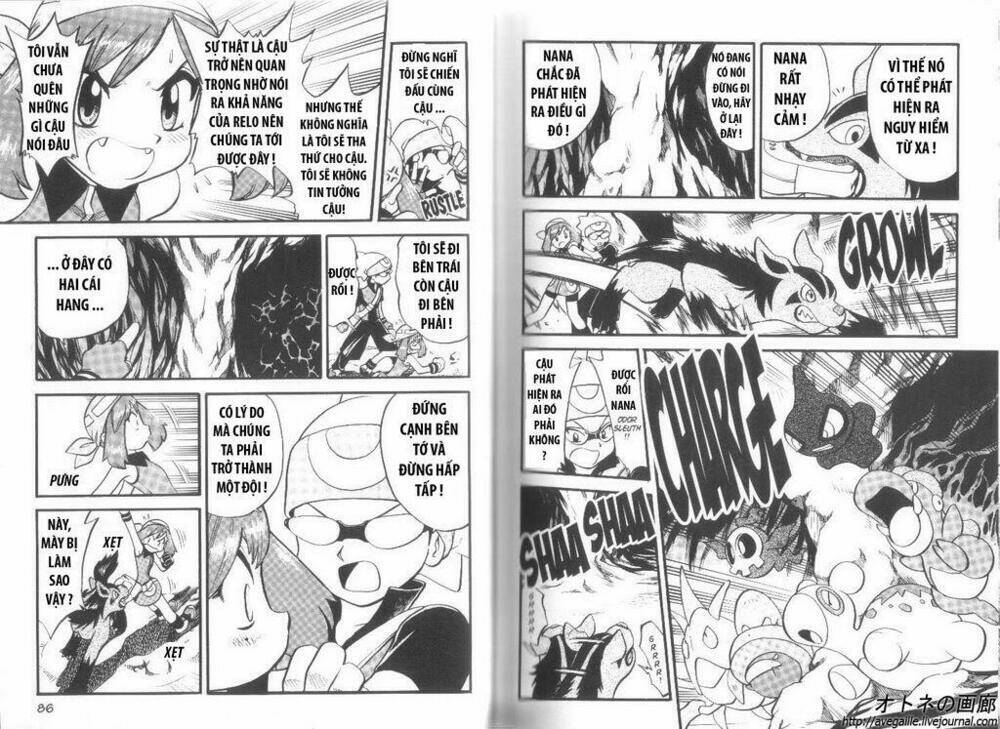 TÔI VẪN
CHƯA
QUÊN
NHỮNG
GÌ CẬU
NÓI ĐÂU
SỰ THẬT LÀ CẬU
TRỞ NÊN QUAN
TRỌNG NHỜ NÓI
RA KHẢ NĂNG
CỦA RELO NÊN
CHÚNG TA TỚI
ĐƯỢC ĐÂY !
NHƯNG THẾ
KHÔNG NGHĨA
LÀ TÔI SẼ THA
THỨ CHO CẬU.
TÔI SẼ KHÔNG
TIN TƯỞNG
CẬU!
ĐỪNG NGHĨ
TÔI SẼ CHIẾN
ĐẤU CÙNG
CẬU ...
RUSTLE
... Ở ĐÂY CÓ
HAI CÁI
HANG ...
ĐƯỢC
RỒI !
TÔI SẼ ĐI
BÊN TRÁI
CÒN CẬU
ĐI BÊN
PHẢI !
PƯNG
CÓ LÝ DO
MÀ CHÚNG
TA PHẢI
TRỞ THÀNH
MỘT ĐỘI !
ĐỨNG
CẠNH BÊN
TỚ VÀ
ĐỪNG HẤP
TẤP !
NÀY,
MÀY BỊ
LÀM
SAO
VẬY ?
XẸT
XẸT
86
NANA
CHẮC ĐÃ
PHÁT HIỆN
RA ĐIỀU GÌ
ĐÓ !
NÓ ĐANG
CÓ NÓI
ĐỪNG ĐI
VÀO, HÃY
Ở LẠI
ĐÂY !
NANA
RẤT
NHẠY
CẢM !
VÌ THẾ NÓ
CÓ THỂ PHÁT
HIỆN RA
NGUY HIỂM
TỪ XA !
GROWL
CẬU
PHÁT
HIỆN RA
AI ĐÓ
PHẢI
KHÔNG
?
ĐƯỢC
RỒI
NANA
ODOR
SLEUTH
!!
CHARGE
SHAA
SHAA
GRRRR
GRRRR!
オトネの画廊
http://avegaille.livejournal.com